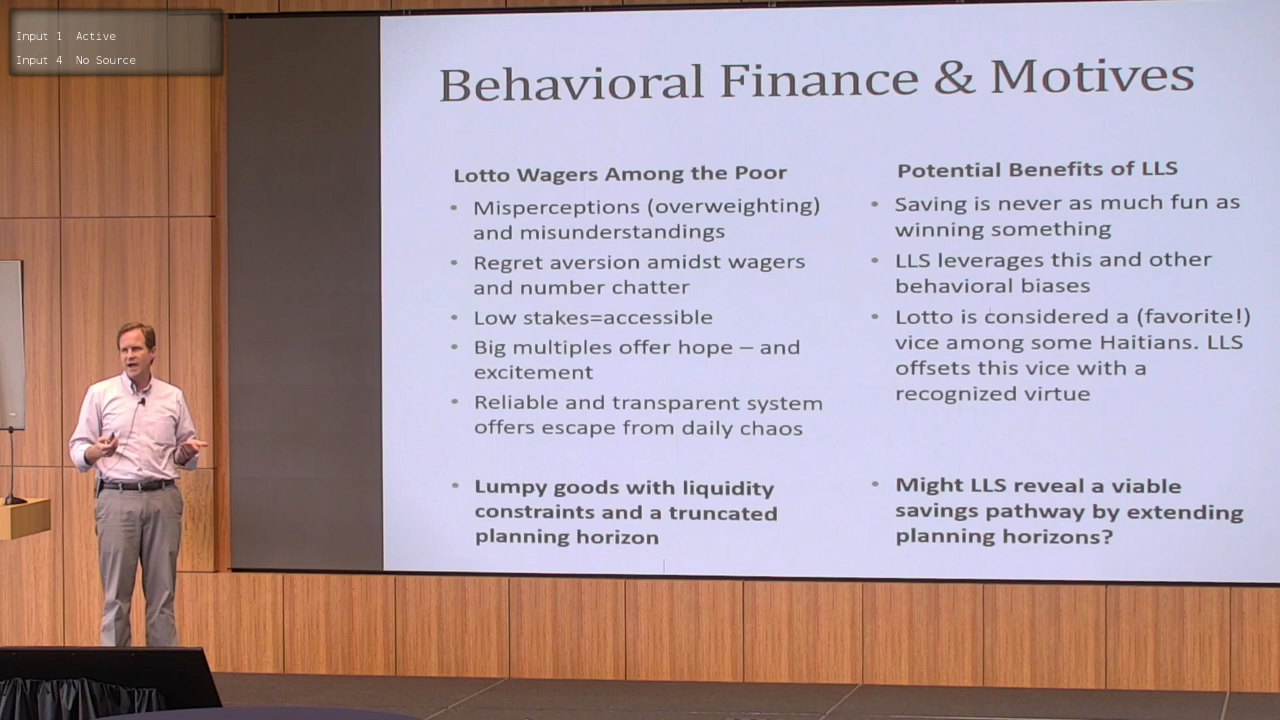 Input 1 Active
Input 4 No Source
Behavioral Finance & Motives
Lotto Wagers Among the Poor
• Misperceptions (overweighting)
and misunderstandings
• Regret aversion amidst wagers
and number chatter
• Low stakes=accessible
• Big multiples offer hope – and
excitement
• Reliable and transparent system
offers escape from daily chaos
• Lumpy goods with liquidity
constraints and a truncated
planning horizon
Potential Benefits of LLS
• Saving is never as much fun as
winning something
• LLS leverages this and other
behavioral biases
• Lotto is considered a (favorite!)
vice among some Haitians. LLS
offsets this vice with a
recognized virtue
• Might LLS reveal a viable
savings pathway by extending
planning horizons?